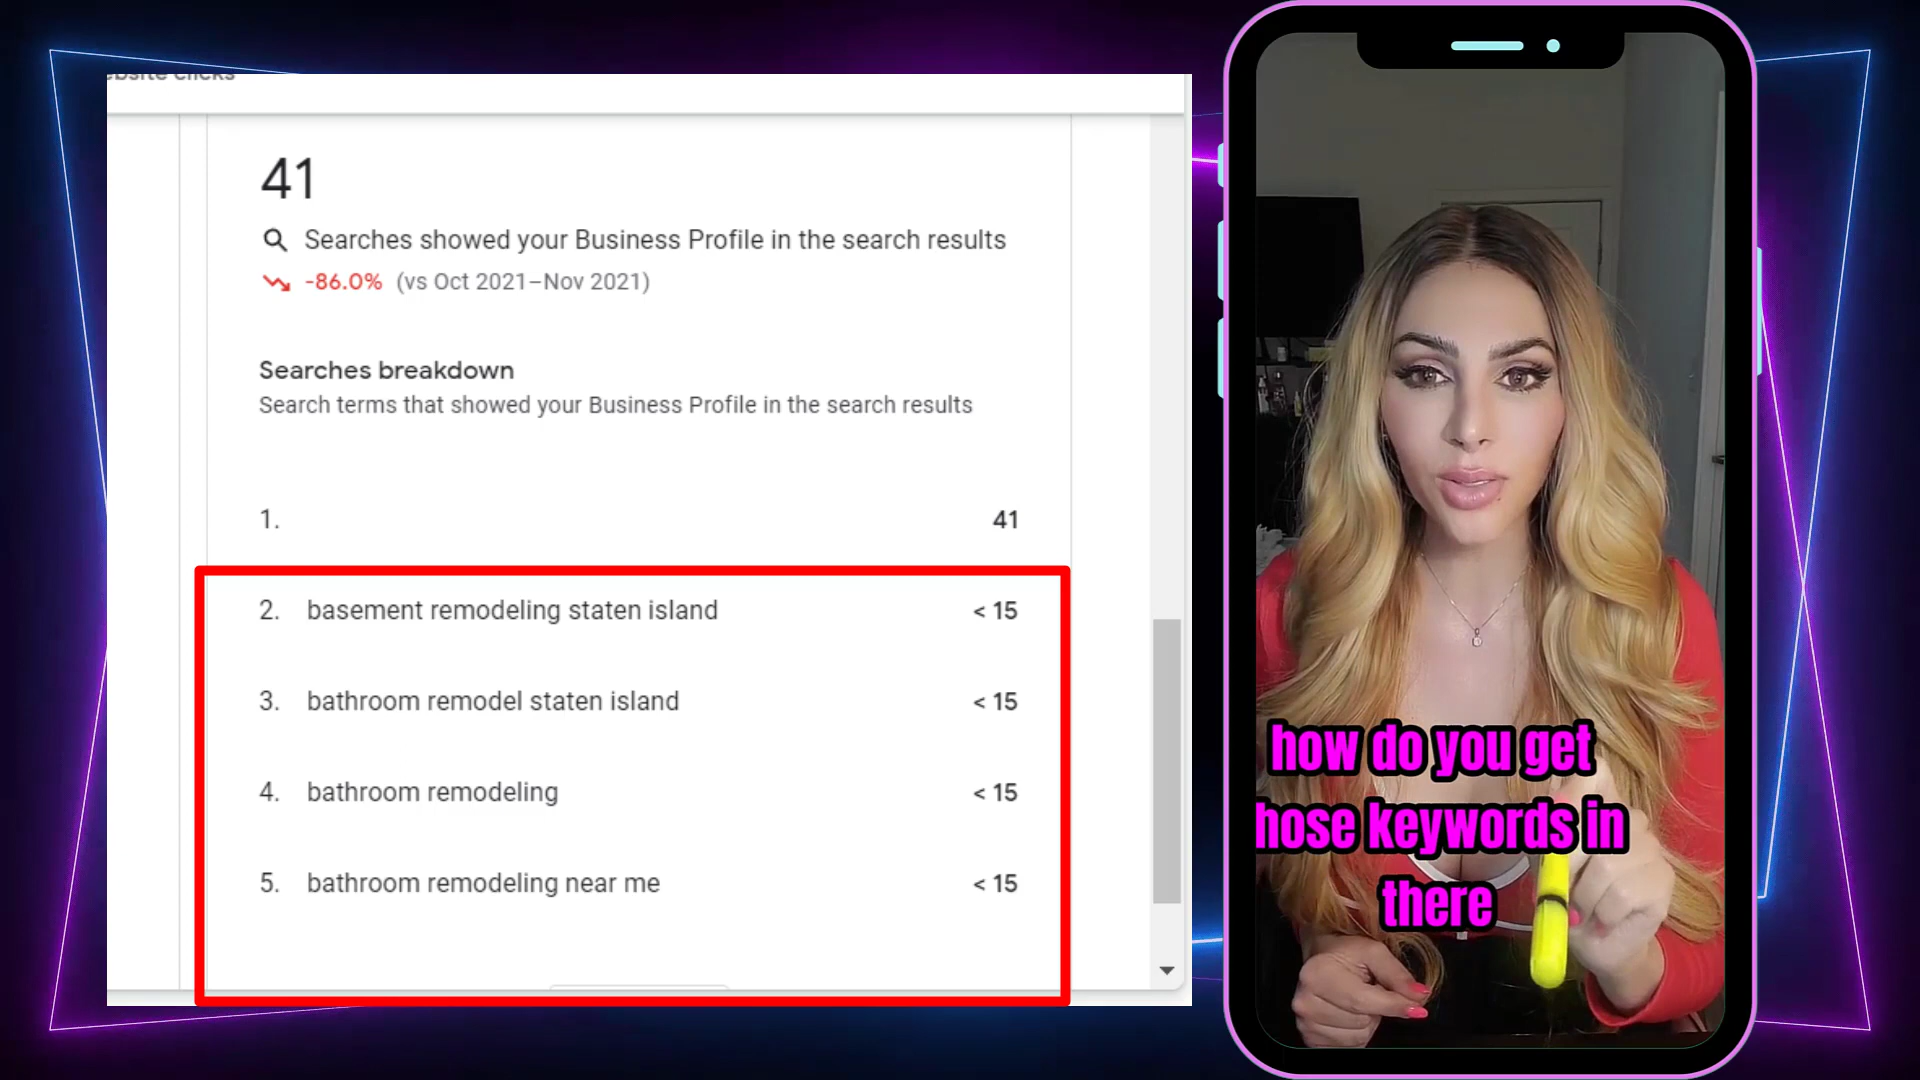 41
Searches showed your Business Profile in the search results
-86.0% (vs Oct 2021–Nov 2021)
Searches breakdown
Search terms that showed your Business Profile in the search results
1. 41
2. basement remodeling staten island < 15
3. bathroom remodel staten island < 15
4. bathroom remodeling < 15
5. bathroom remodeling near me < 15
how do you get
hose keywords in
there